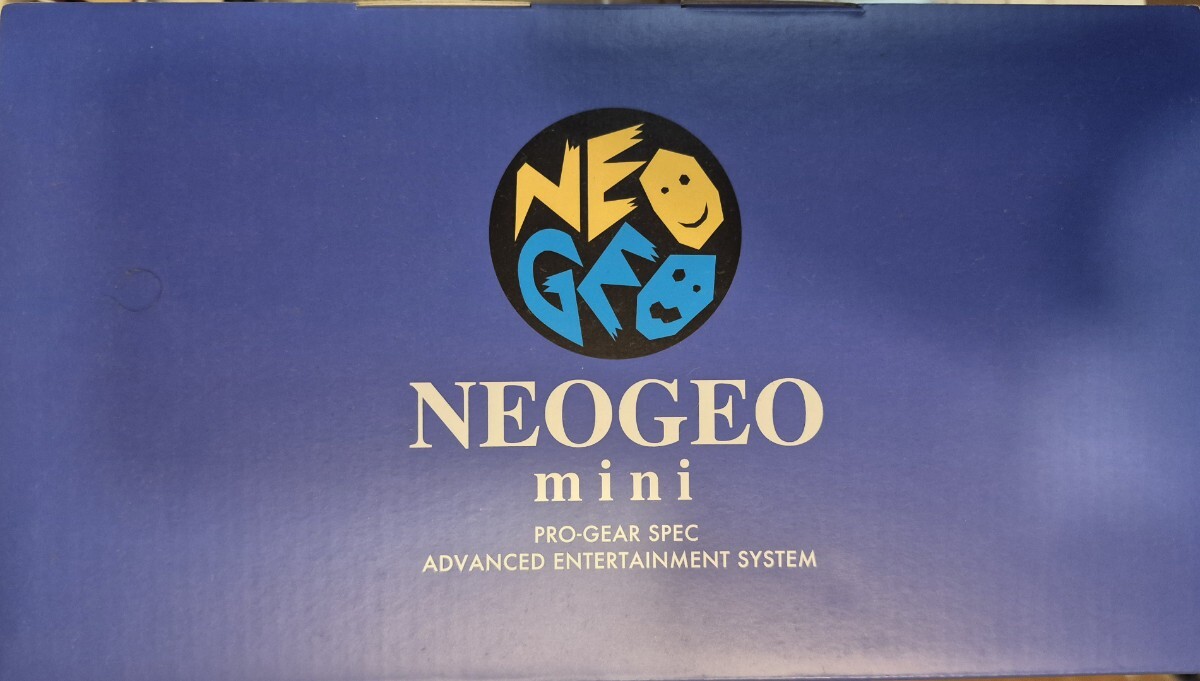 NEO
GEO
NEOGEO
mini
PRO-GEAR SPEC
ADVANCED ENTERTAINMENT SYSTEM